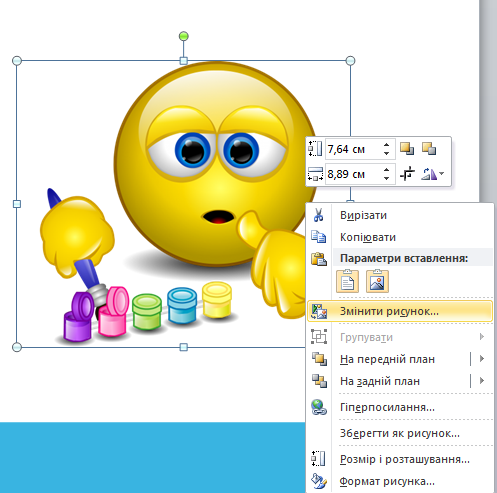 7,64 см
8,89 см
Вирізати
Копіювати
Параметри вставлення:
Змінити рисунок...
Групувати
На передній план
На задній план
Гіперпосилання...
Зберегти як рисунок...
Розмір і розташування...
Формат рисунка...